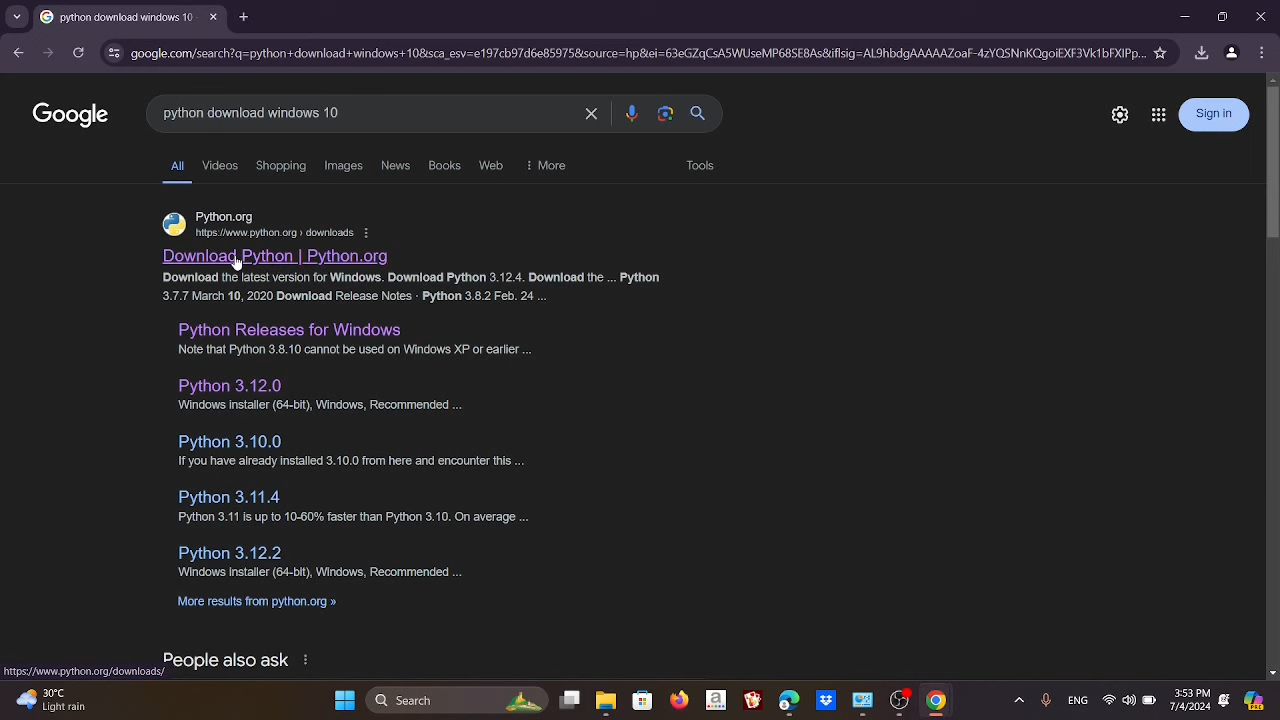 python download windows 10
google.com/search?q=python+download+windows+10&sca_esv=e197cb97d6e85975&source=hp&ei=63eGZqCsA5WUseMP68SE8As&iflsig=AL9hbdgAAAAAZoaF-4zYQSNnKQgoiEXF3Vk1bFXlPp...
Google
python download windows 10
Sign in
All Videos Shopping Images News Books Web More Tools
Python.org
https://www.python.org › downloads
Download Python | Python.org
Download the latest version for Windows. Download Python 3.12.4. Download the ... Python
3.7.7 March 10, 2020 Download Release Notes · Python 3.8.2 Feb. 24 ...
Python Releases for Windows
Note that Python 3.8.10 cannot be used on Windows XP or earlier ...
Python 3.12.0
Windows installer (64-bit), Windows, Recommended ...
Python 3.10.0
If you have already installed 3.10.0 from here and encounter this ...
Python 3.11.4
Python 3.11 is up to 10-60% faster than Python 3.10. On average ...
Python 3.12.2
Windows installer (64-bit), Windows, Recommended ...
More results from python.org »
People also ask
https://www.python.org/downloads/
30°C
Light rain
Search
a
ENG
3:53 PM
7/4/2024
PRE